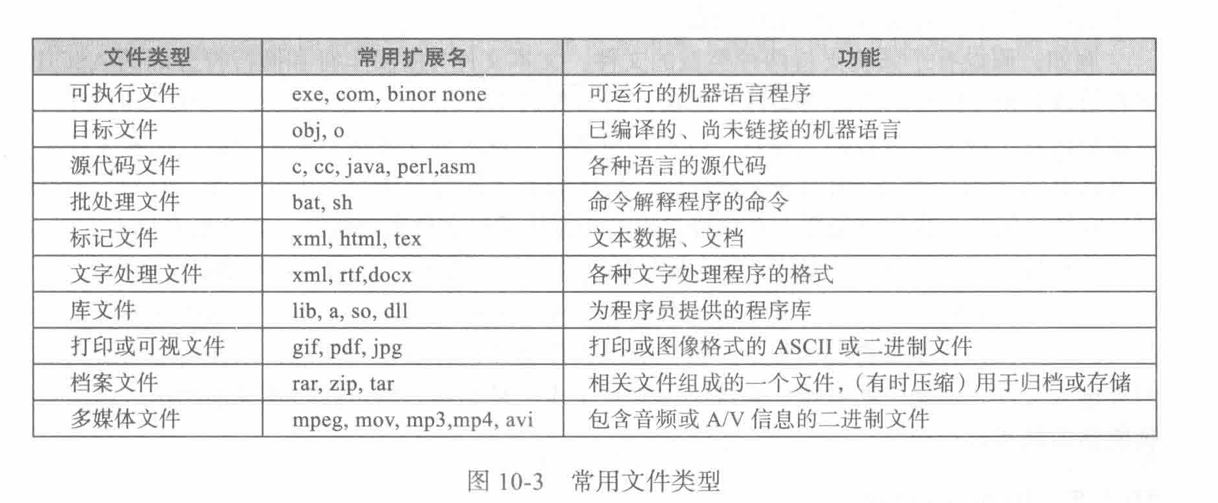 文件类型 常用扩展名 功能
可执行文件 exe, com, binor none 可运行的机器语言程序
目标文件 obj, o 已编译的、尚未链接的机器语言
源代码文件 c, cc, java, perl,asm 各种语言的源代码
批处理文件 bat, sh 命令解释程序的命令
标记文件 xml, html, tex 文本数据、文档
文字处理文件 xml, rtf,docx 各种文字处理程序的格式
库文件 lib, a, so, dll 为程序员提供的程序库
打印或可视文件 gif, pdf, jpg 打印或图像格式的 ASCII 或二进制文件
档案文件 rar, zip, tar 相关文件组成的一个文件，（有时压缩）用于归档或存储
多媒体文件 mpeg, mov, mp3,mp4, avi 包含音频或 A/V 信息的二进制文件
图 10-3 常用文件类型